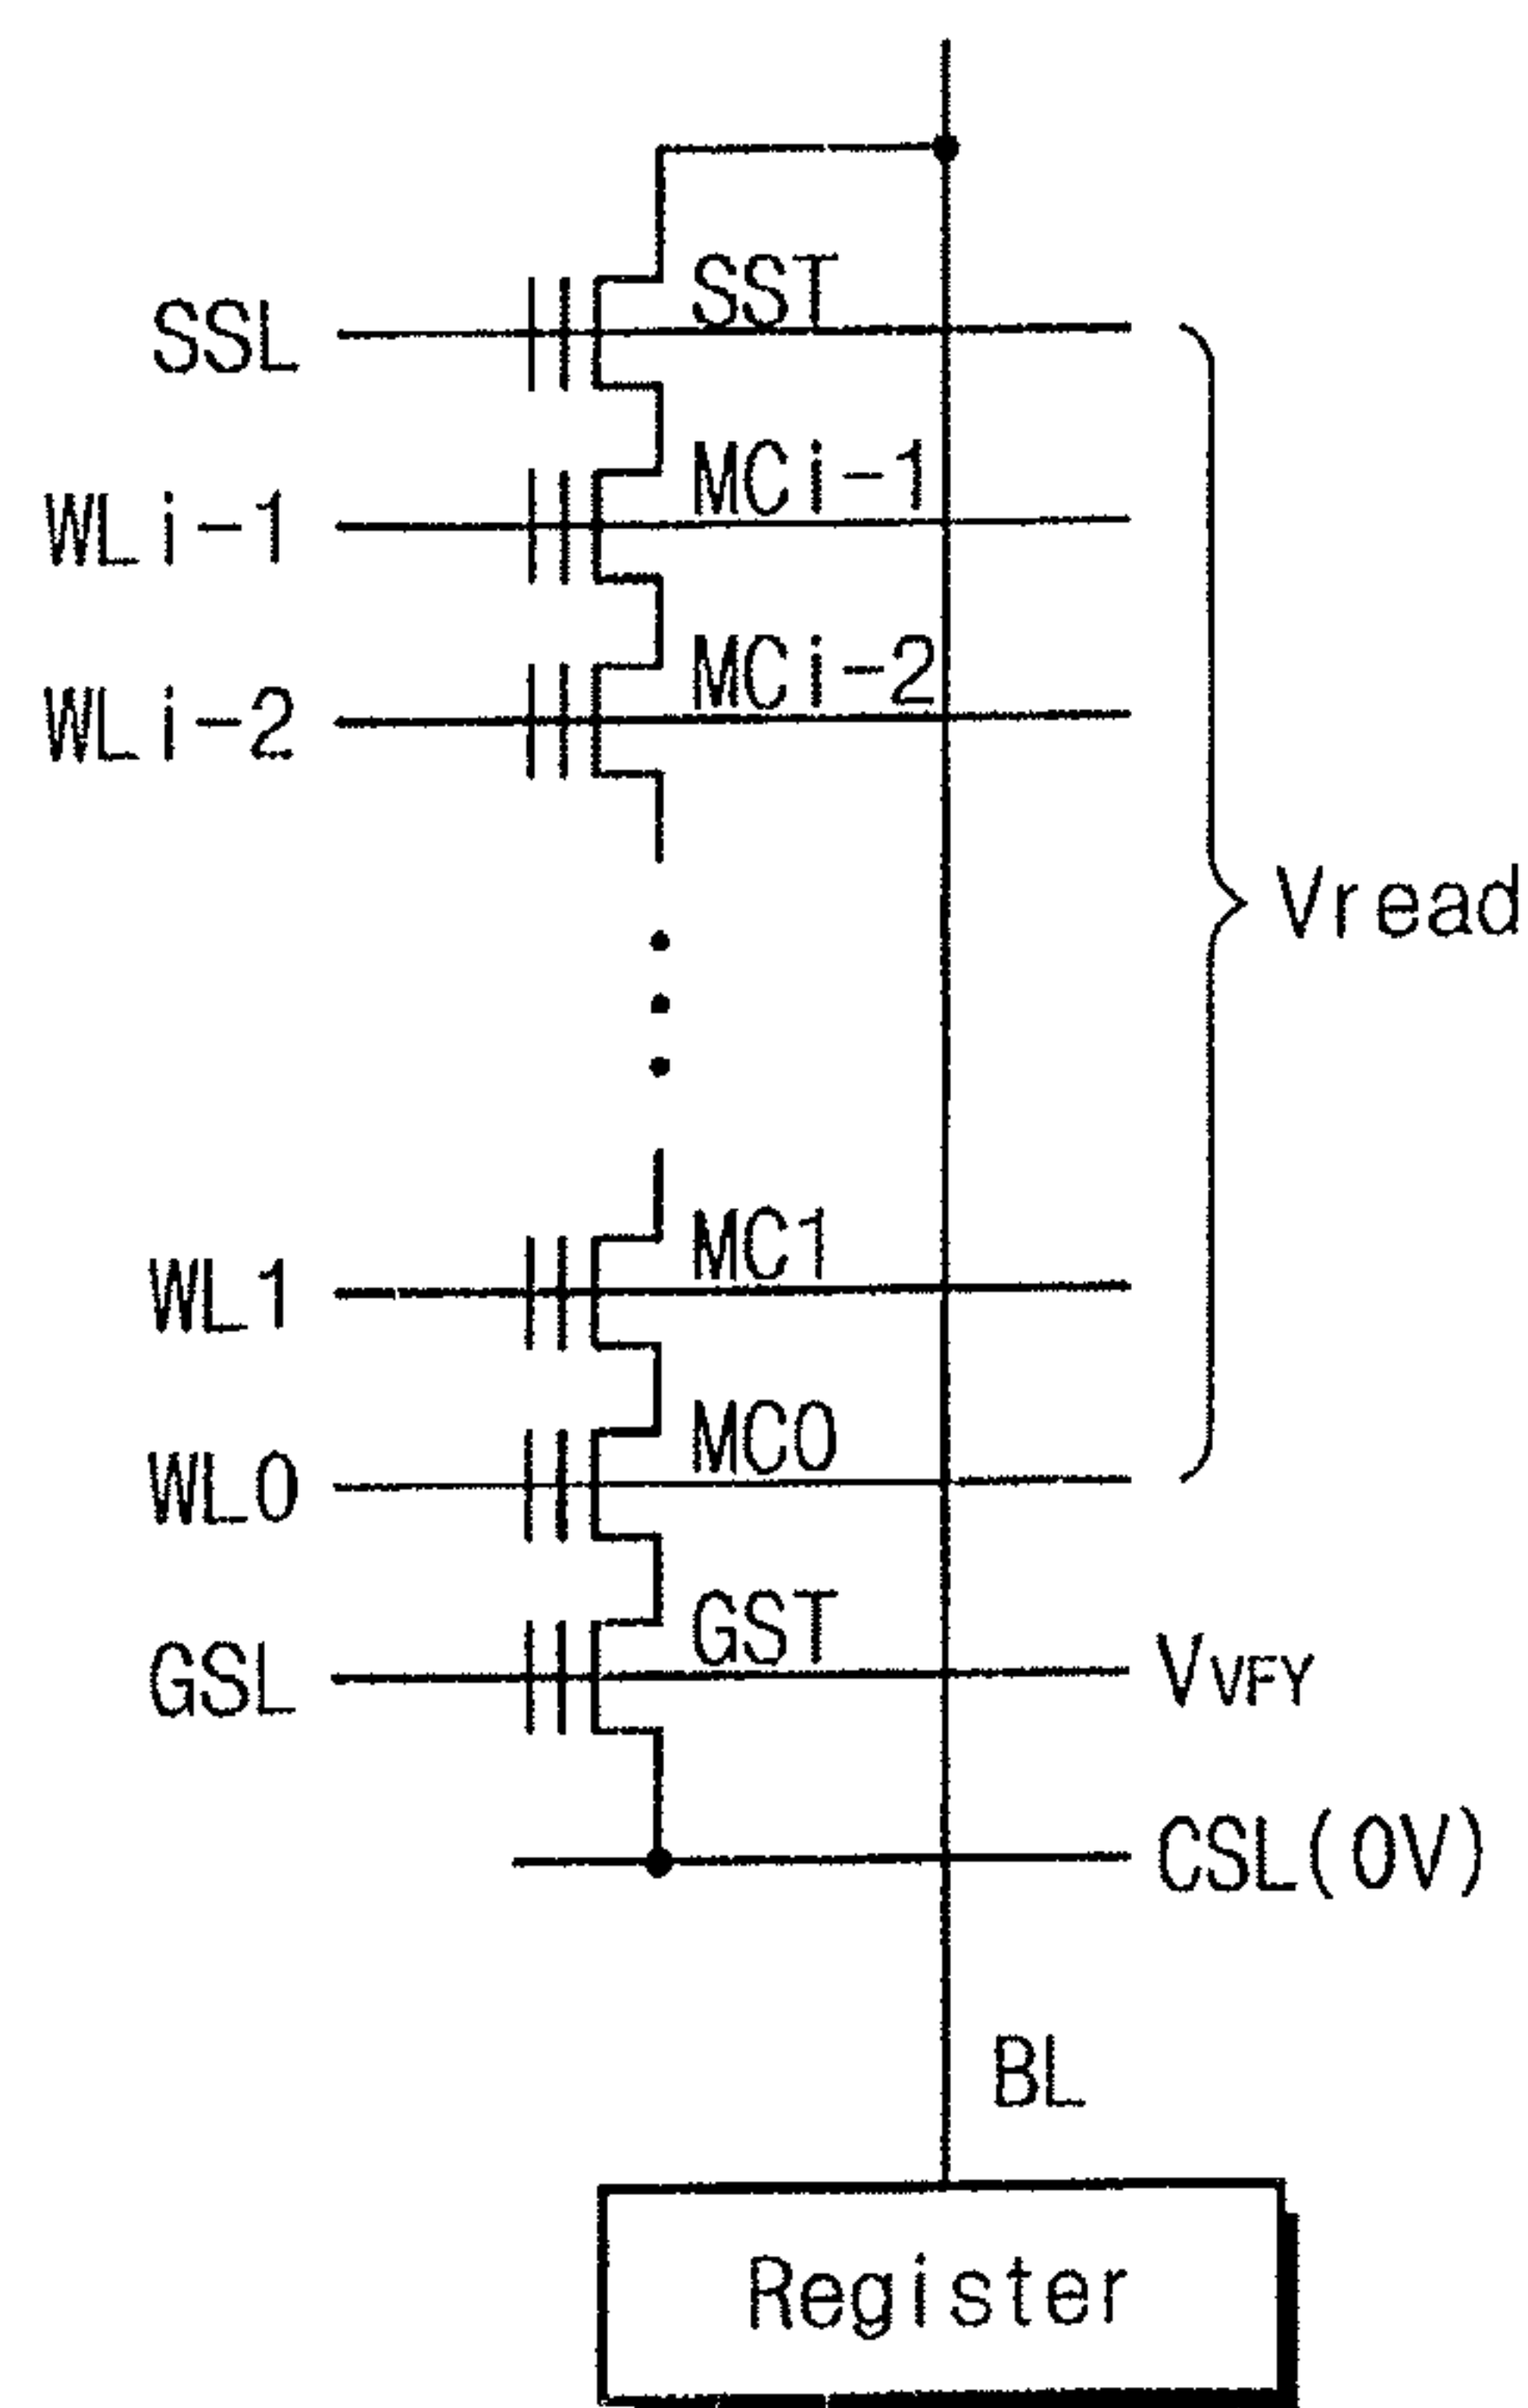 SST
SSL
MCi-1
WLi-1
MCi-2
WLi-2
Vread
MC1
WL1
MC0
WL0
GST
GSL
VVFY
CSL(0V)
BL
Register